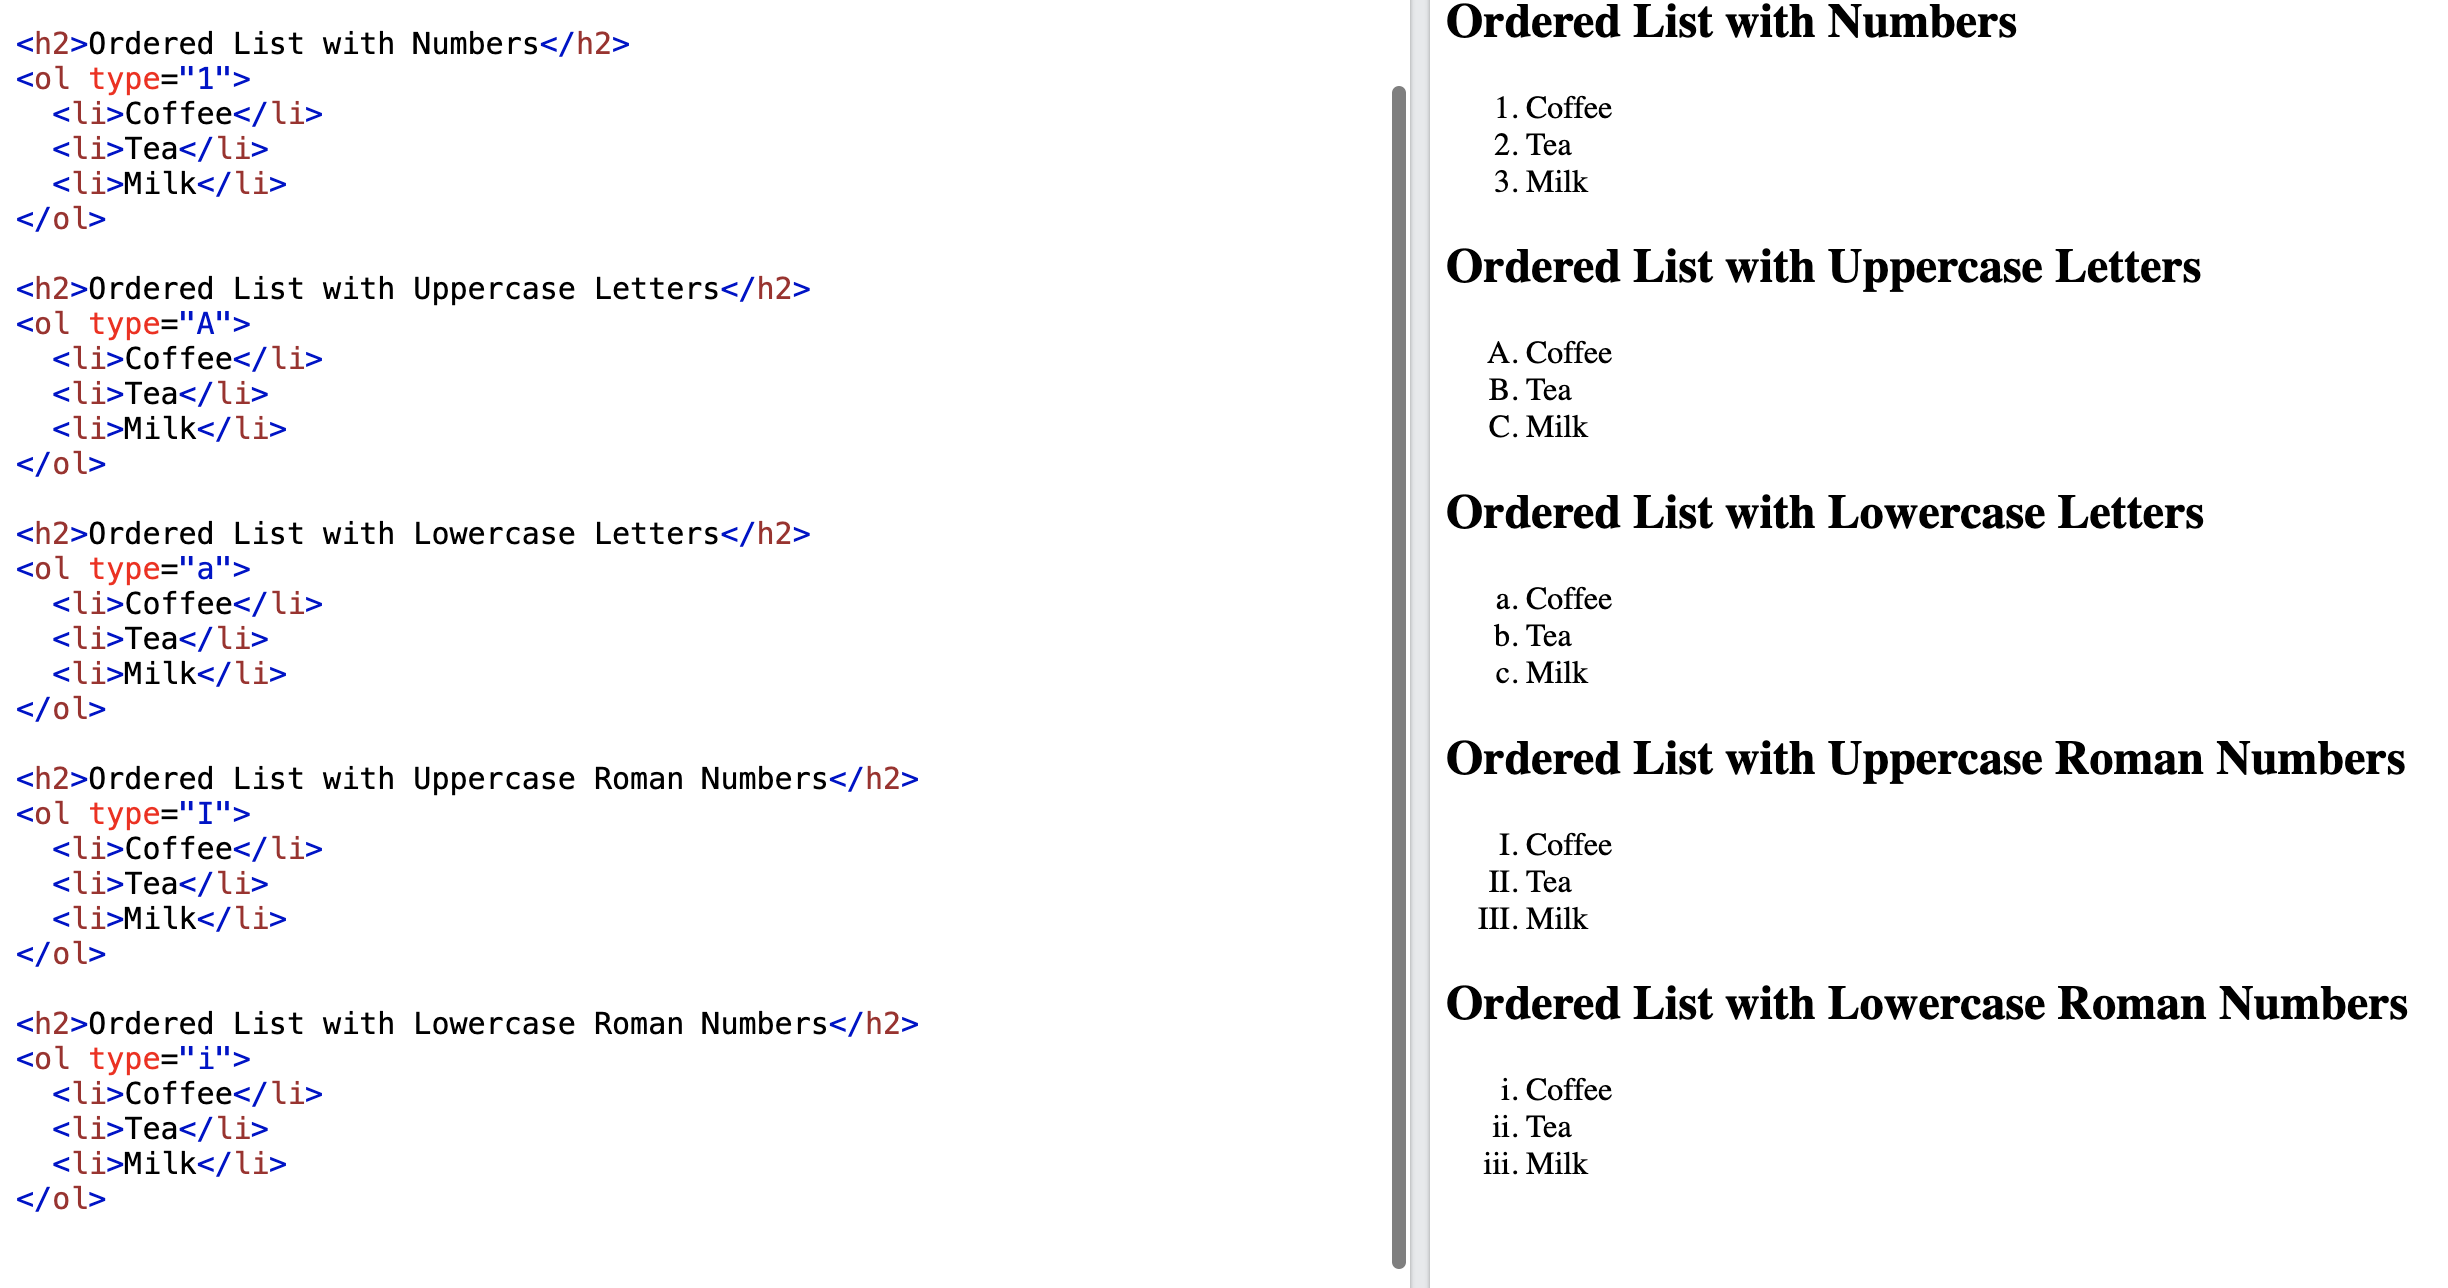 <h2>Ordered List with Numbers</h2>
<ol type="1">
  <li>Coffee</li>
  <li>Tea</li>
  <li>Milk</li>
</ol>

<h2>Ordered List with Uppercase Letters</h2>
<ol type="A">
  <li>Coffee</li>
  <li>Tea</li>
  <li>Milk</li>
</ol>

<h2>Ordered List with Lowercase Letters</h2>
<ol type="a">
  <li>Coffee</li>
  <li>Tea</li>
  <li>Milk</li>
</ol>

<h2>Ordered List with Uppercase Roman Numbers</h2>
<ol type="I">
  <li>Coffee</li>
  <li>Tea</li>
  <li>Milk</li>
</ol>

<h2>Ordered List with Lowercase Roman Numbers</h2>
<ol type="i">
  <li>Coffee</li>
  <li>Tea</li>
  <li>Milk</li>
</ol>

Ordered List with Numbers
1. Coffee
2. Tea
3. Milk
Ordered List with Uppercase Letters
A. Coffee
B. Tea
C. Milk
Ordered List with Lowercase Letters
a. Coffee
b. Tea
c. Milk
Ordered List with Uppercase Roman Numbers
I. Coffee
II. Tea
III. Milk
Ordered List with Lowercase Roman Numbers
i. Coffee
ii. Tea
iii. Milk